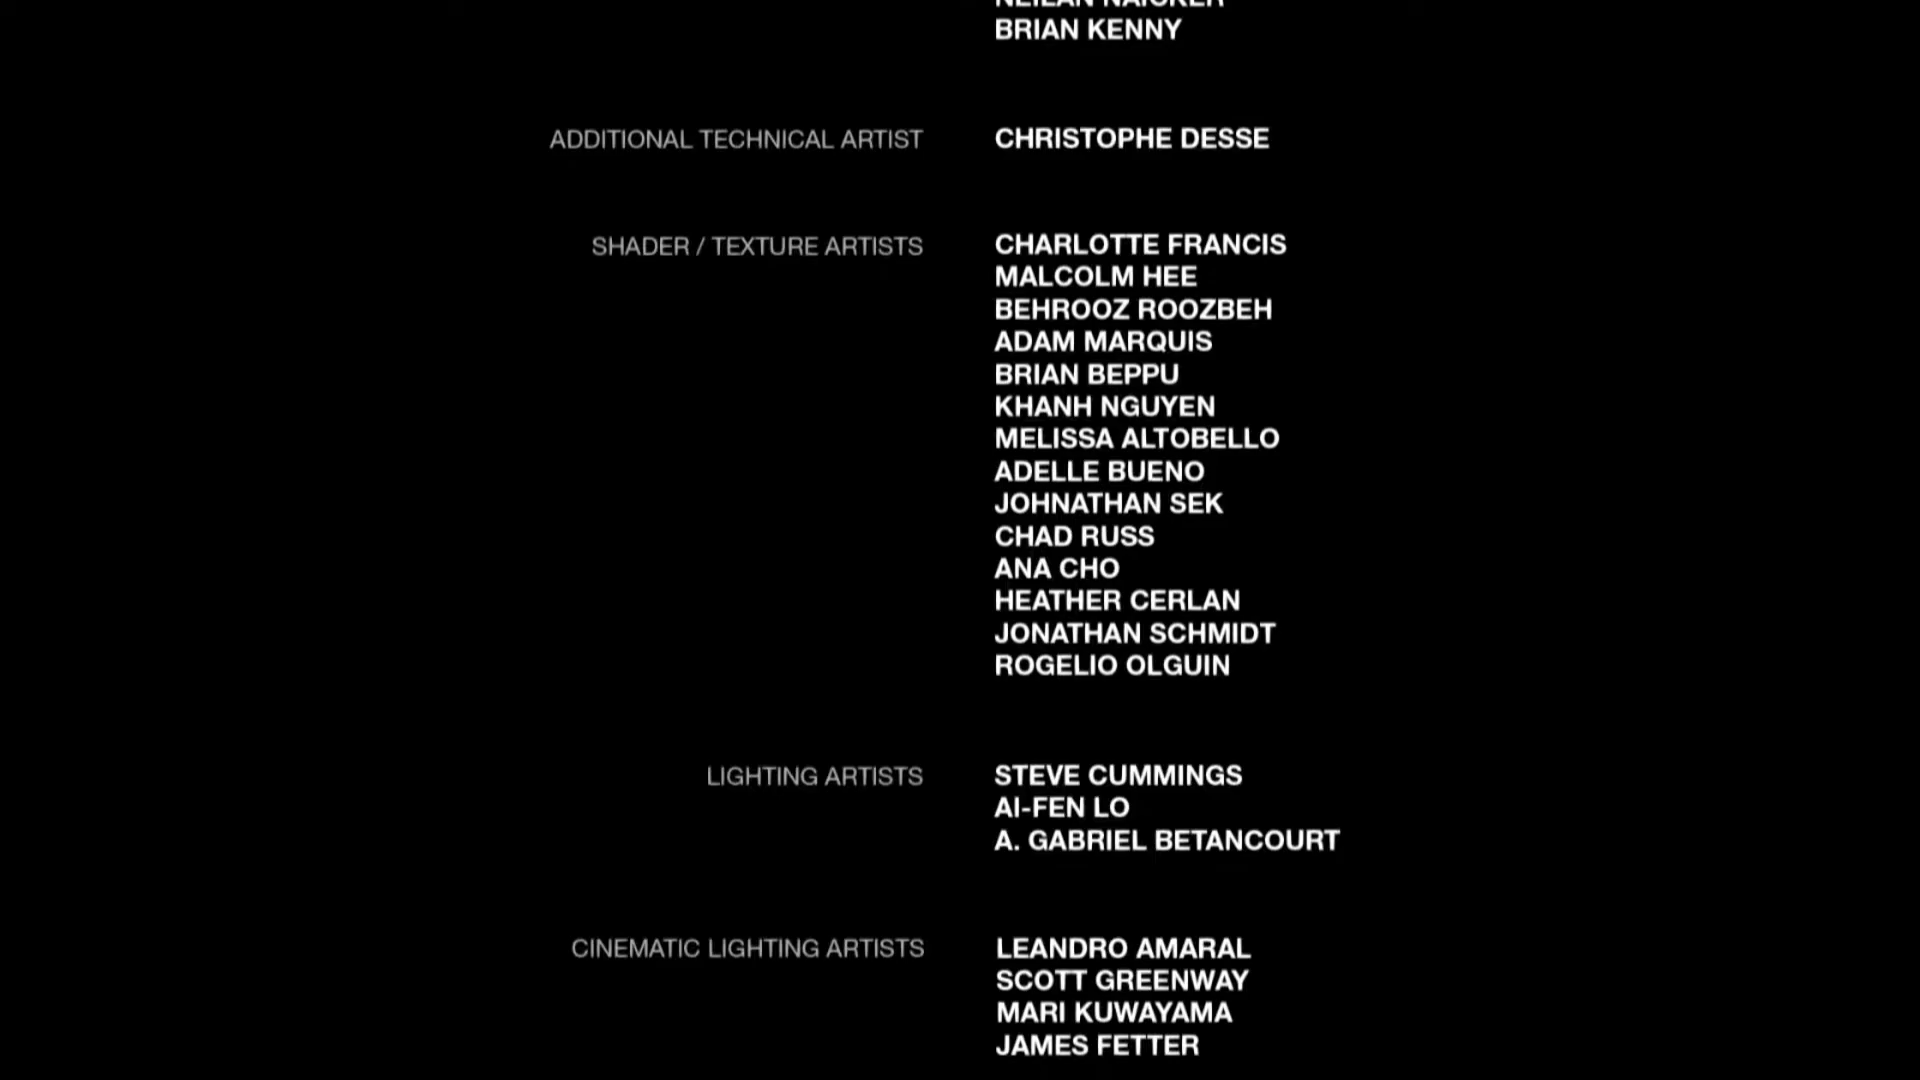 NEILAN NAICKER
BRIAN KENNY
ADDITIONAL TECHNICAL ARTIST CHRISTOPHE DESSE
SHADER / TEXTURE ARTISTS CHARLOTTE FRANCIS
MALCOLM HEE
BEHROOZ ROOZBEH
ADAM MARQUIS
BRIAN BEPPU
KHANH NGUYEN
MELISSA ALTOBELLO
ADELLE BUENO
JOHNATHAN SEK
CHAD RUSS
ANA CHO
HEATHER CERLAN
JONATHAN SCHMIDT
ROGELIO OLGUIN
LIGHTING ARTISTS STEVE CUMMINGS
AI-FEN LO
A. GABRIEL BETANCOURT
CINEMATIC LIGHTING ARTISTS LEANDRO AMARAL
SCOTT GREENWAY
MARI KUWAYAMA
JAMES FETTER